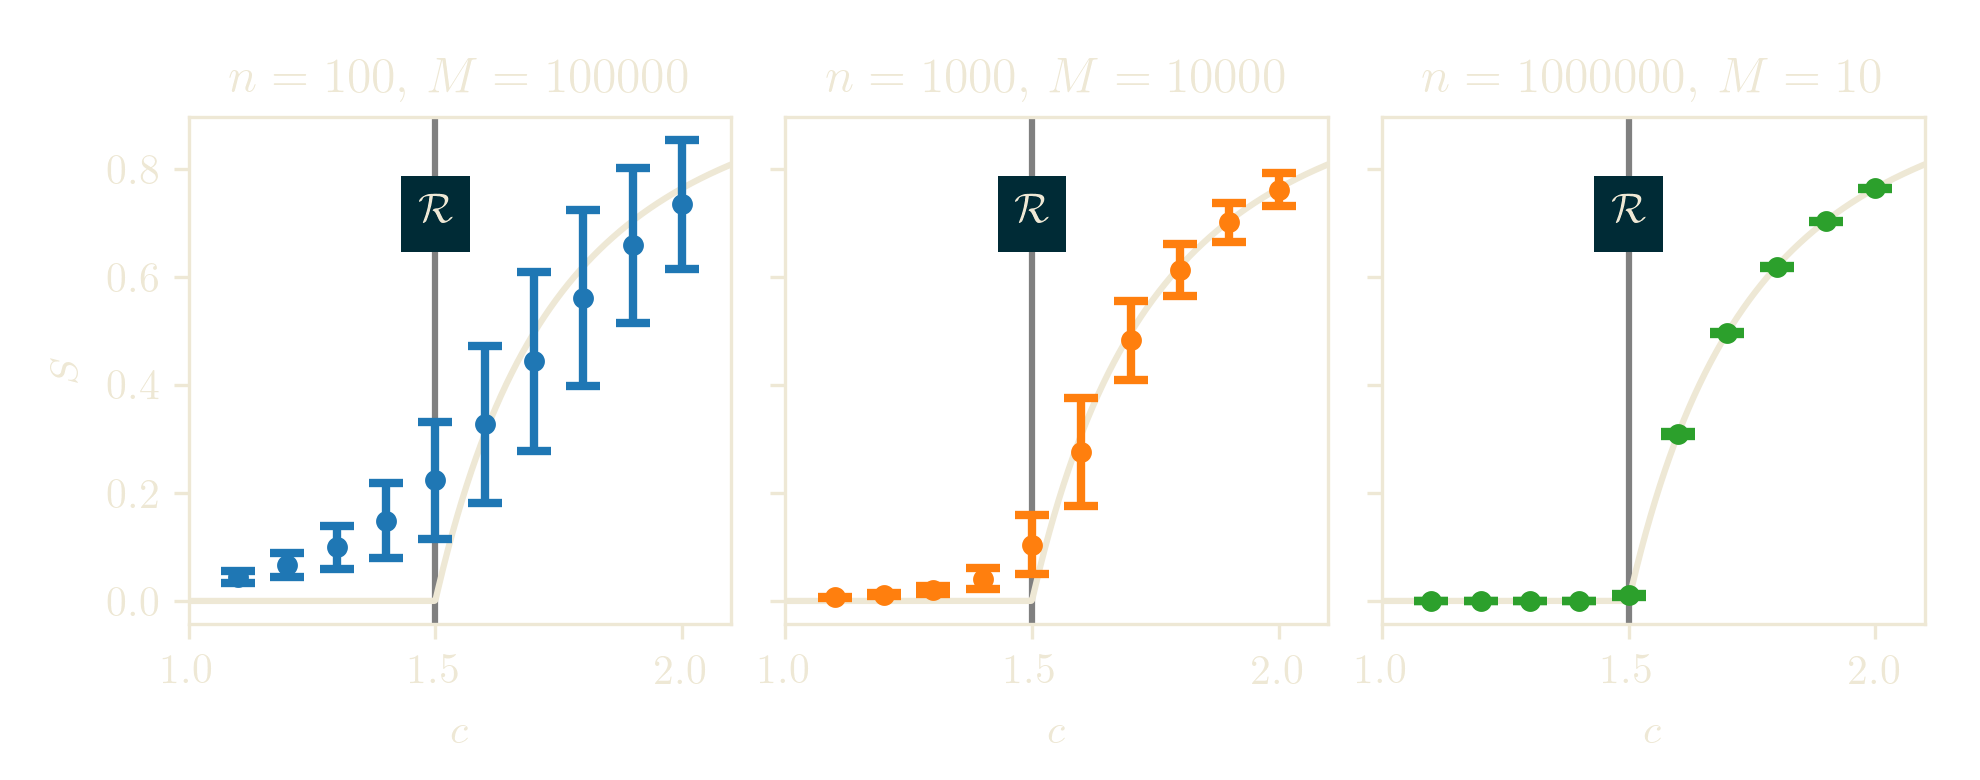 n = 100, M = 100000
n = 1000, M = 10000
n = 1000000, M = 10
0.8
0.6
0.4
0.2
0.0
S
ℛ
ℛ
ℛ
1.0 1.5 2.0
1.0 1.5 2.0
1.0 1.5 2.0
c
c
c